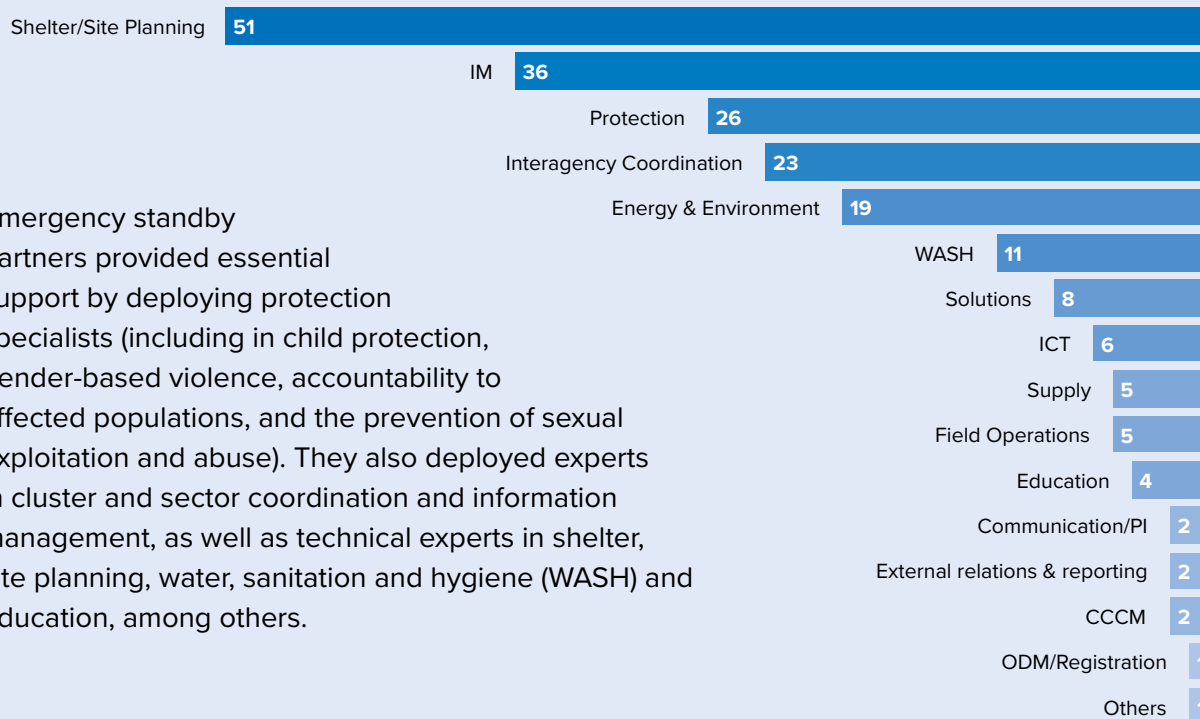 Shelter/Site Planning 51
IM 36
Protection 26
Interagency Coordination 23
Energy & Environment 19
WASH 11
Solutions 8
ICT 6
Supply 5
Field Operations 5
Education 4
Communication/PI 2
External relations & reporting 2
CCCM 2
ODM/Registration
Others
mergency standby
artners provided essential
upport by deploying protection
pecialists (including in child protection,
ender-based violence, accountability to
ffected populations, and the prevention of sexual
xploitation and abuse). They also deployed experts
cluster and sector coordination and information
anagement, as well as technical experts in shelter,
te planning, water, sanitation and hygiene (WASH) and
ducation, among others.